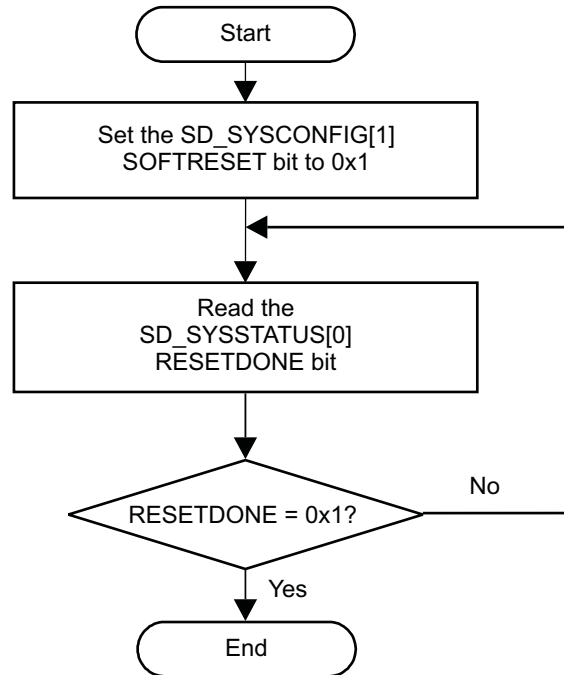 Start
Set the SD_SYSCONFIG[1]
SOFTRESET bit to 0x1
Read the
SD_SYSSTATUS[0]
RESETDONE bit
RESETDONE = 0x1?
No
Yes
End